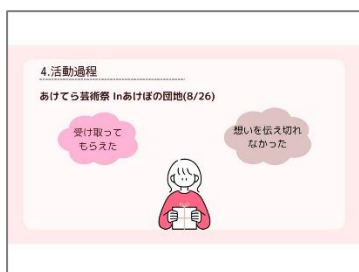 4.活動過程
あけてら芸術祭 Inあけぼの団地(8/26)
受け取って
もらえた
想いを伝え切れ
なかった